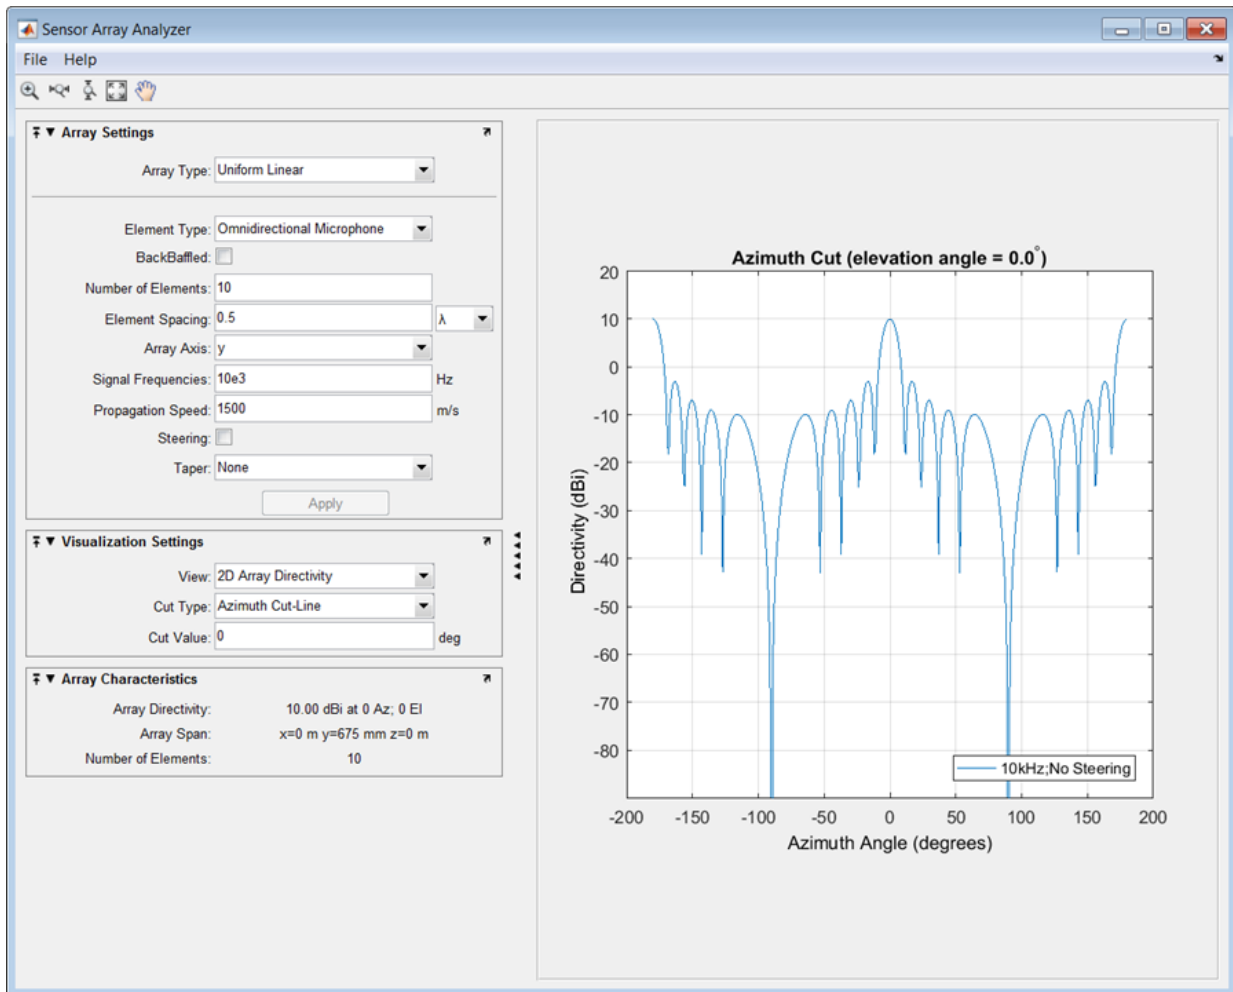 Sensor Array Analyzer
File Help
Array Settings
Array Type: Uniform Linear
Element Type: Omnidirectional Microphone
BackBaffled:
Number of Elements: 10
Element Spacing: 0.5 λ
Array Axis: y
Signal Frequencies: 10e3 Hz
Propagation Speed: 1500 m/s
Steering:
Taper: None
Apply
Visualization Settings
View: 2D Array Directivity
Cut Type: Azimuth Cut-Line
Cut Value: 0 deg
Array Characteristics
Array Directivity: 10.00 dBi at 0 Az; 0 El
Array Span: x=0 m y=675 mm z=0 m
Number of Elements: 10
Azimuth Cut (elevation angle = 0.0°)
20
10
0
-10
-20
-30
-40
-50
-60
-70
-80
Directivity (dBi)
10kHz;No Steering
-200 -150 -100 -50 0 50 100 150 200
Azimuth Angle (degrees)